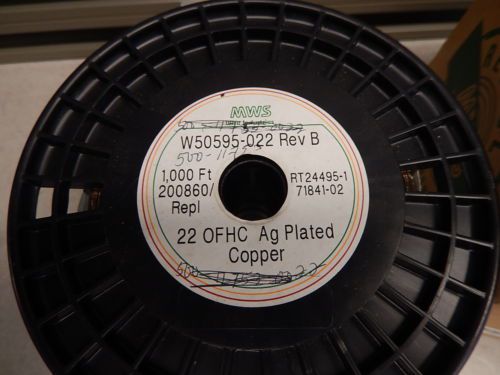 MWS
W50595-022 Rev B
1,000 Ft
200860/
Repl
RT24495-1
71841-02
22 OFHC Ag Plated
Copper